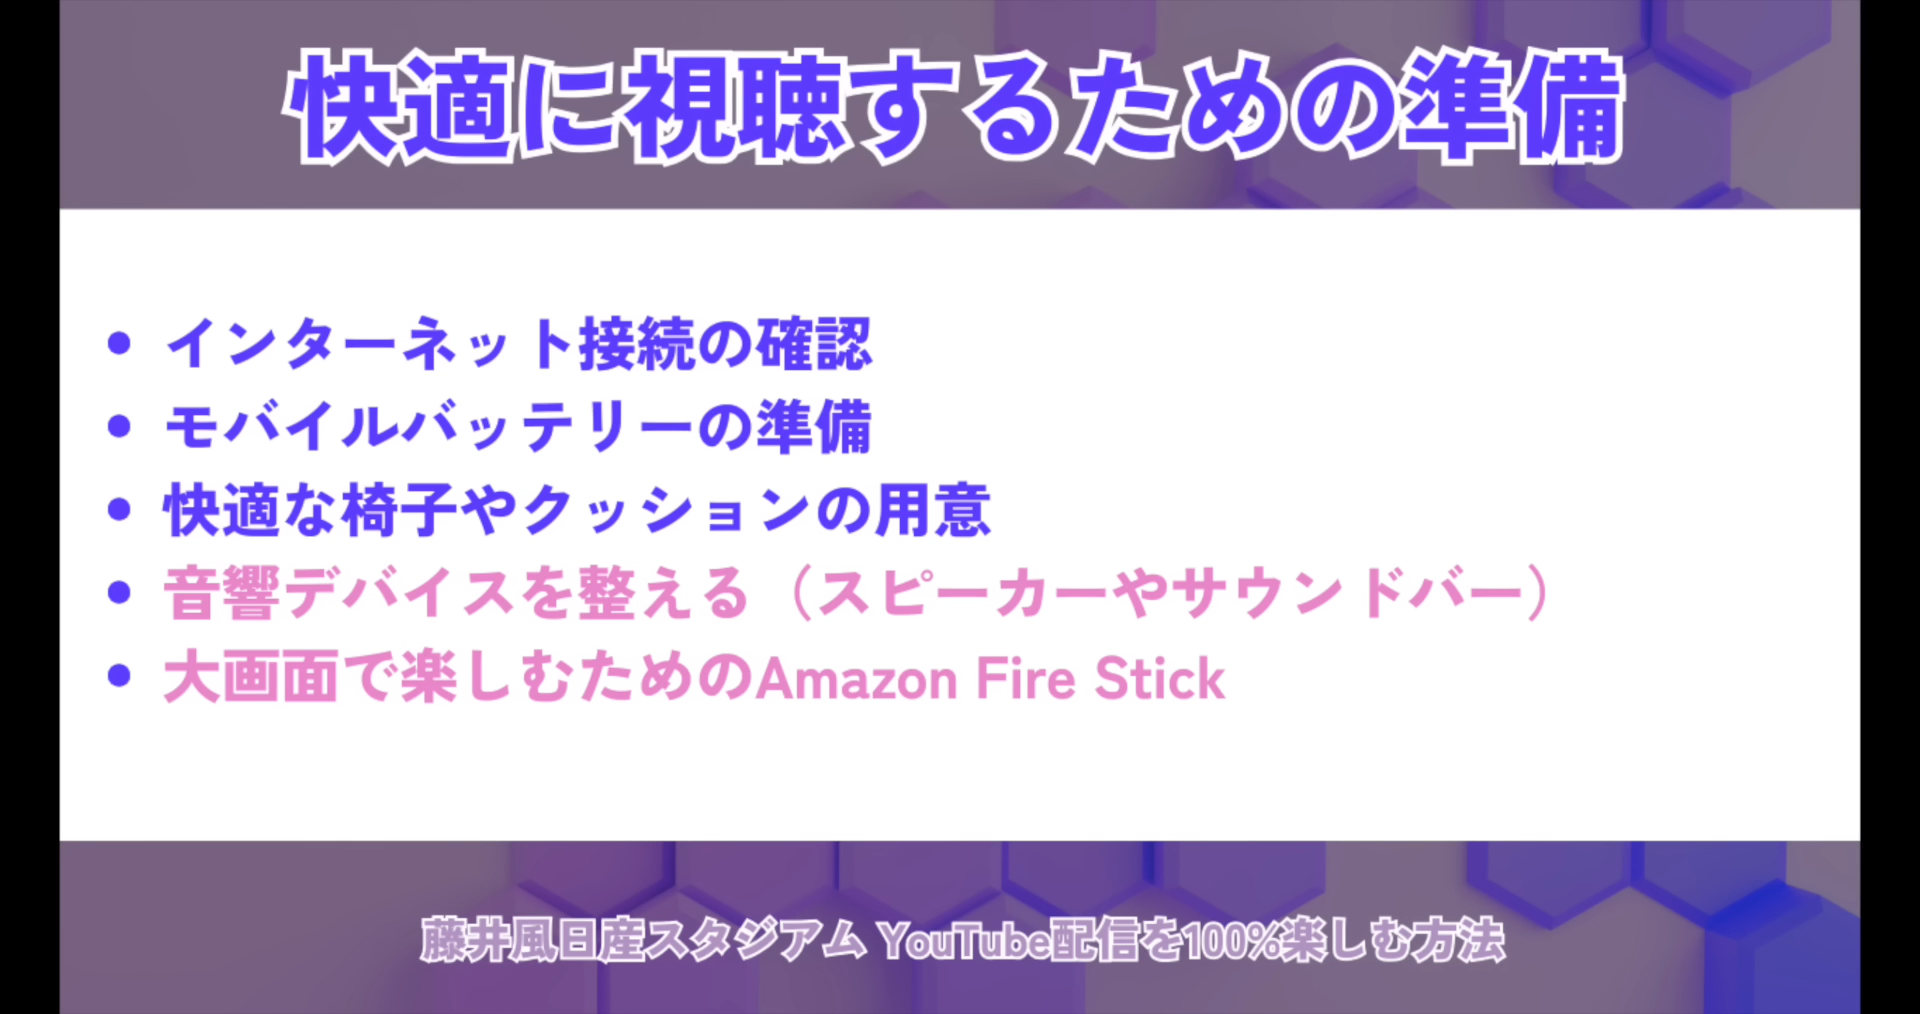 快適に視聴するための準備
• インターネット接続の確認
• モバイルバッテリーの準備
• 快適な椅子やクッションの用意
• 音響デバイスを整える（スピーカーやサウンドバー）
• 大画面で楽しむためのAmazon Fire Stick
藤井風日産スタジアム YouTube配信を100%楽しむ方法